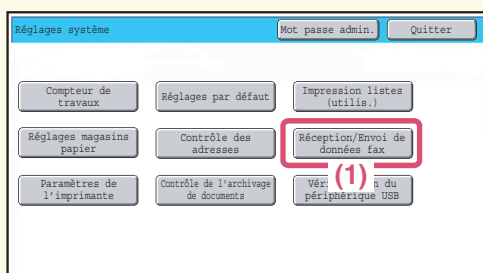 Réglages système
Mot passe admin.
Quitter
Compteur de
travaux
Réglages par défaut
Impression listes
(utilis.)
Réglages magasins
papier
Contrôle des
adresses
Réception/Envoi de
données fax
Paramètres de
l'imprimante
Contrôle de l'archivage
de documents
(1)
du
périphérique USB